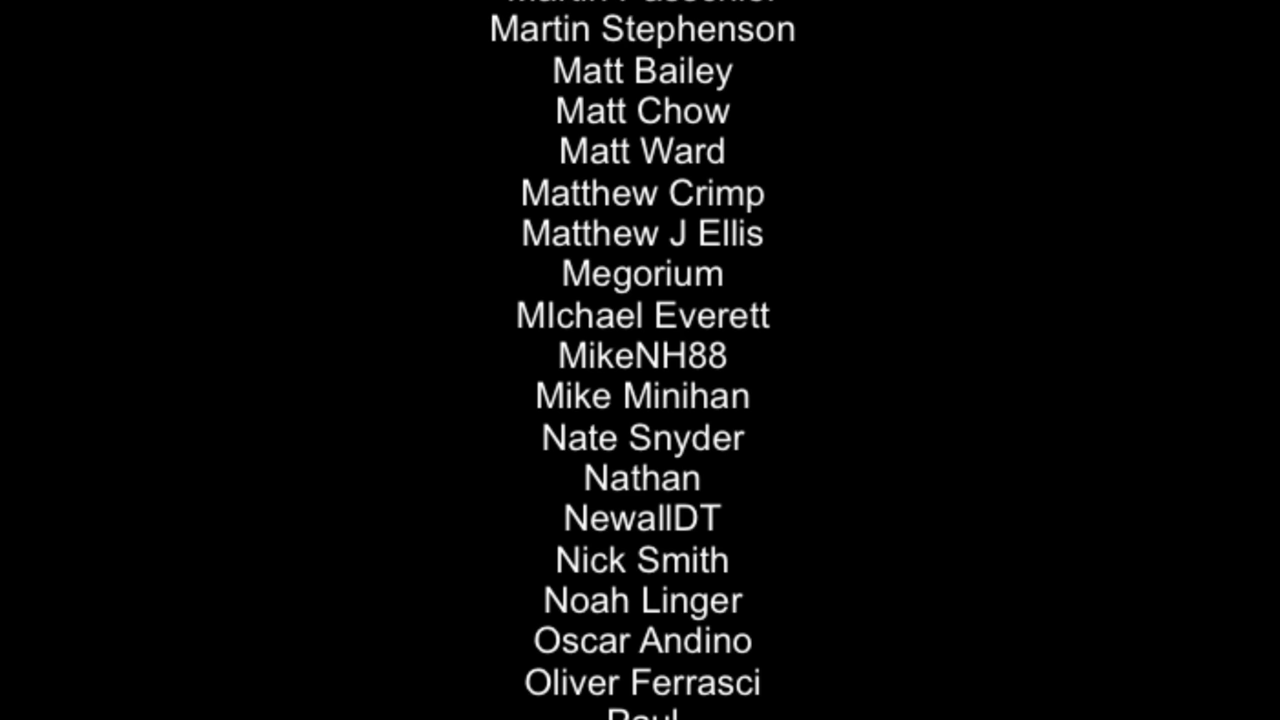 Martin Stephenson
Matt Bailey
Matt Chow
Matt Ward
Matthew Crimp
Matthew J Ellis
Megorium
MIchael Everett
MikeNH88
Mike Minihan
Nate Snyder
Nathan
NewallDT
Nick Smith
Noah Linger
Oscar Andino
Oliver Ferrasci
Paul